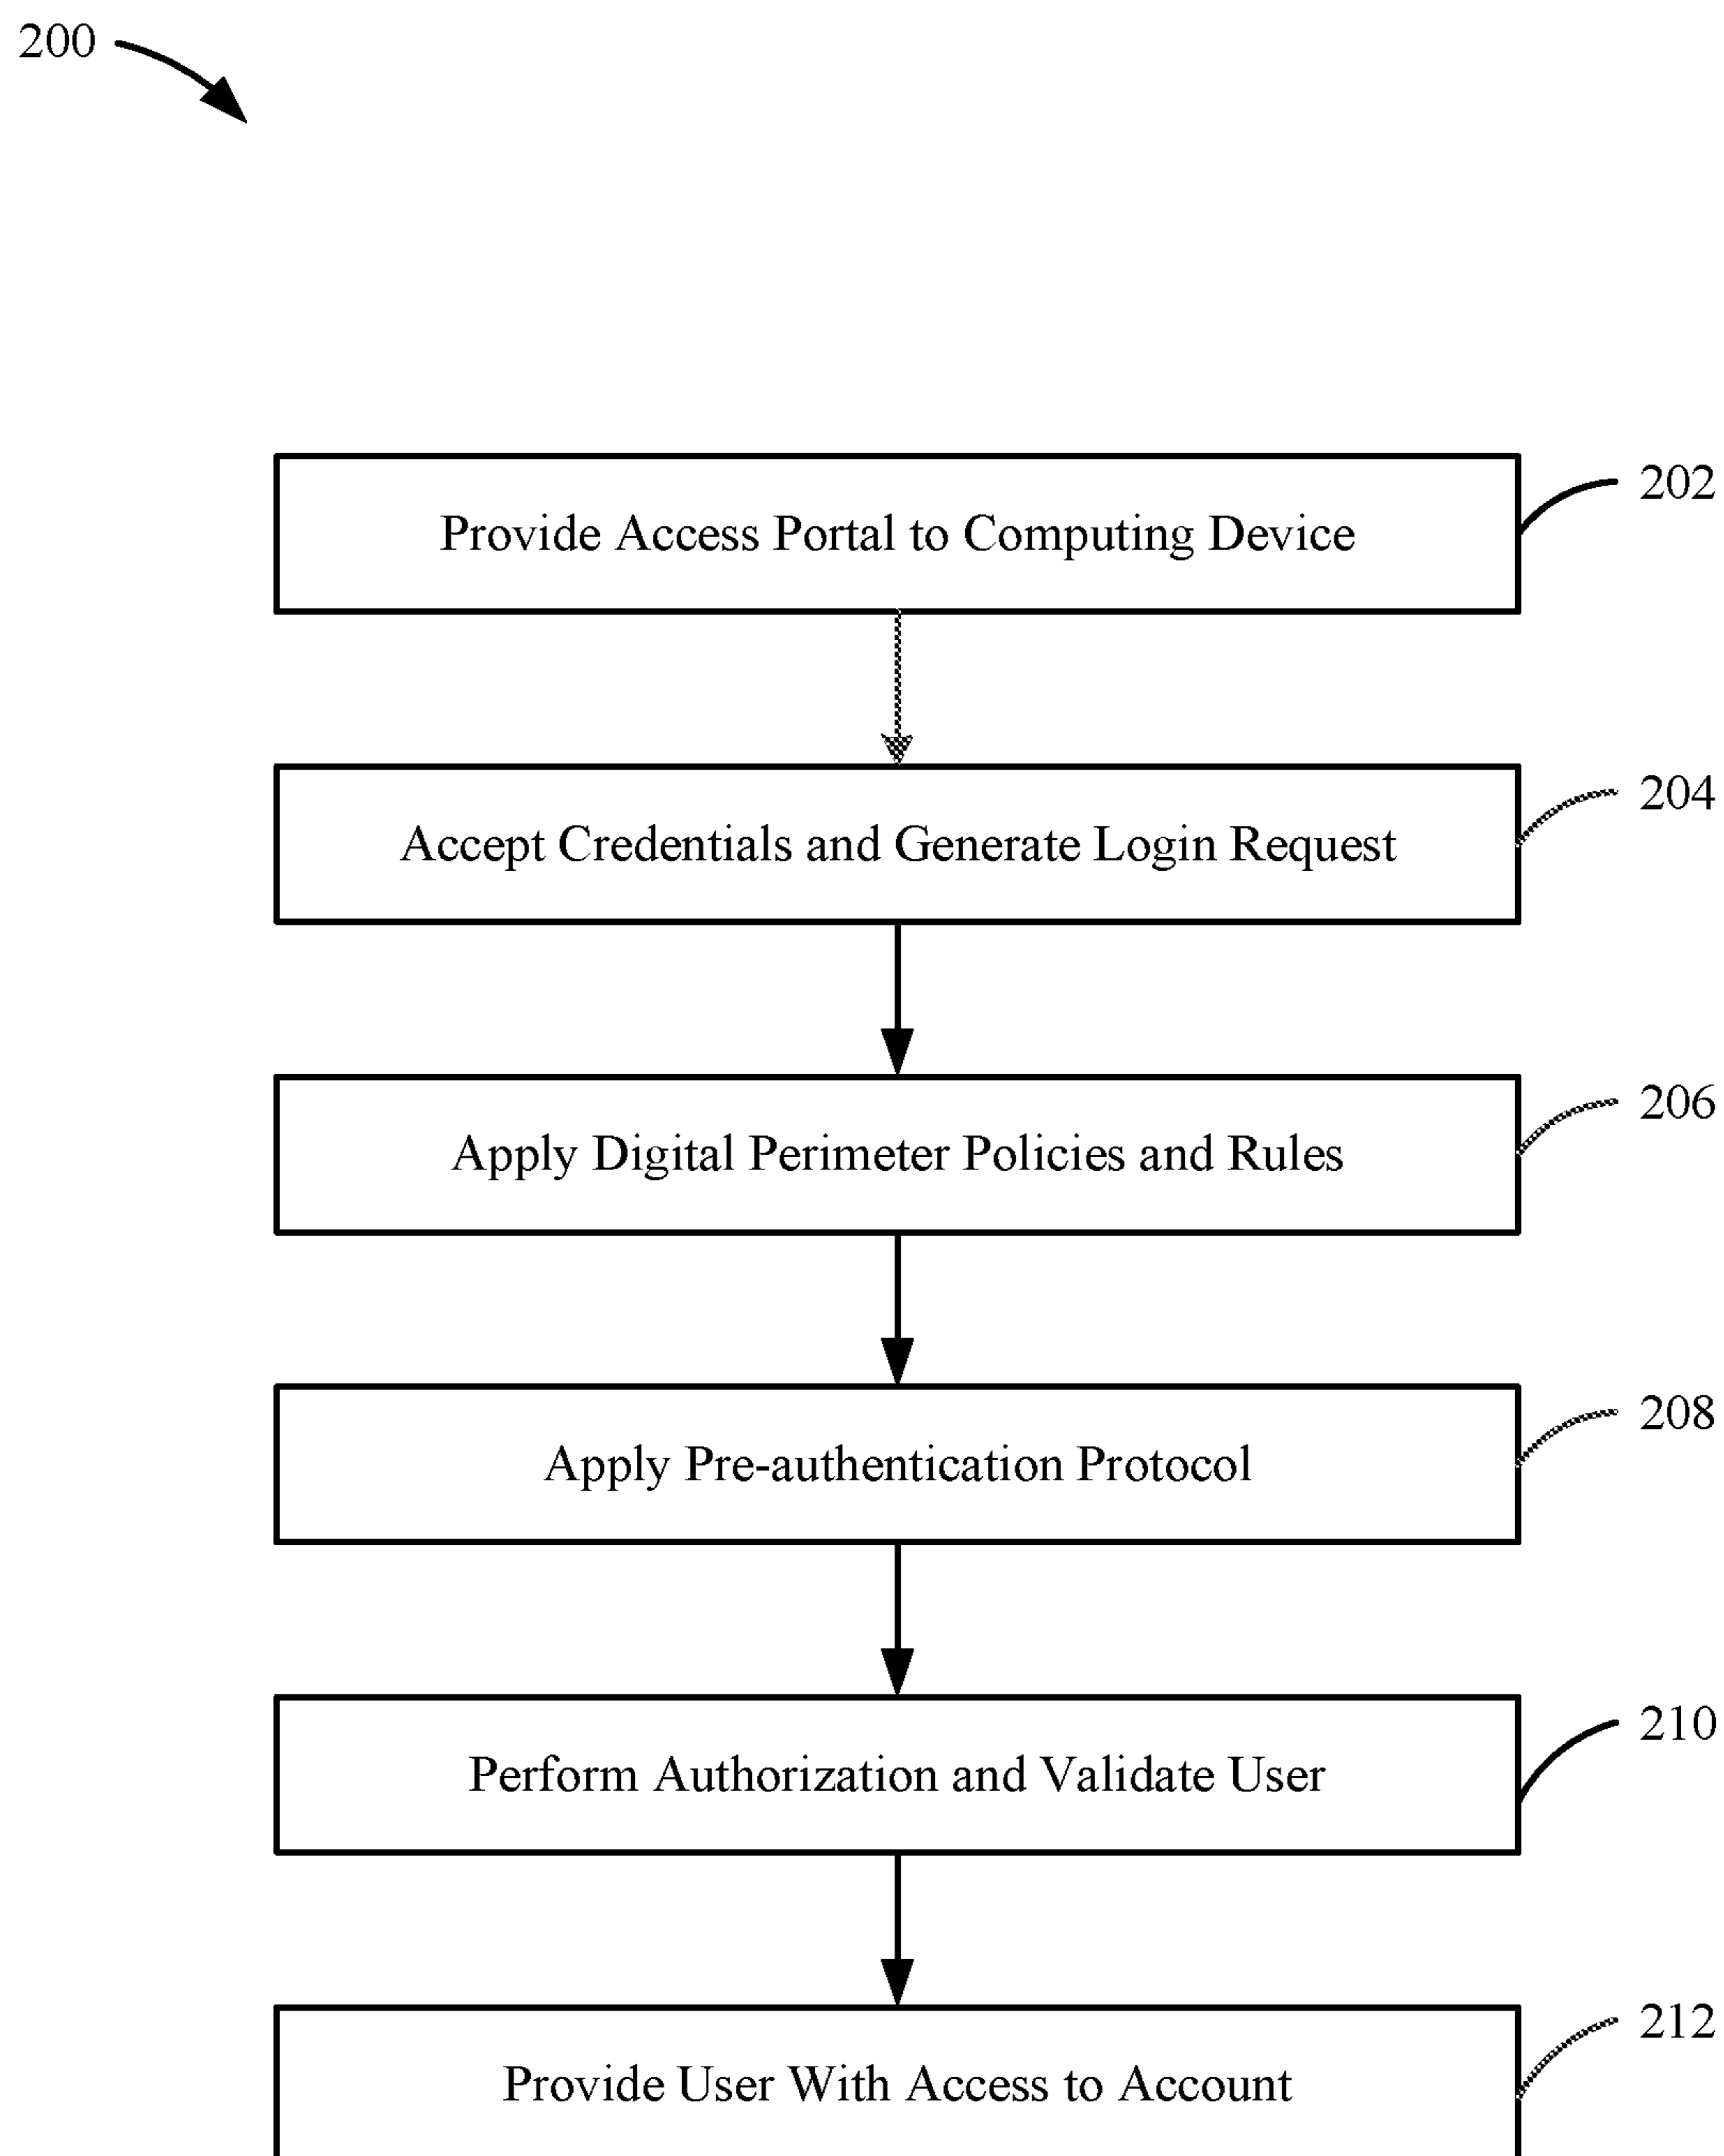 200
Provide Access Portal to Computing Device
202
Accept Credentials and Generate Login Request
204
Apply Digital Perimeter Policies and Rules
206
Apply Pre-authentication Protocol
208
Perform Authorization and Validate User
210
Provide User With Access to Account
212